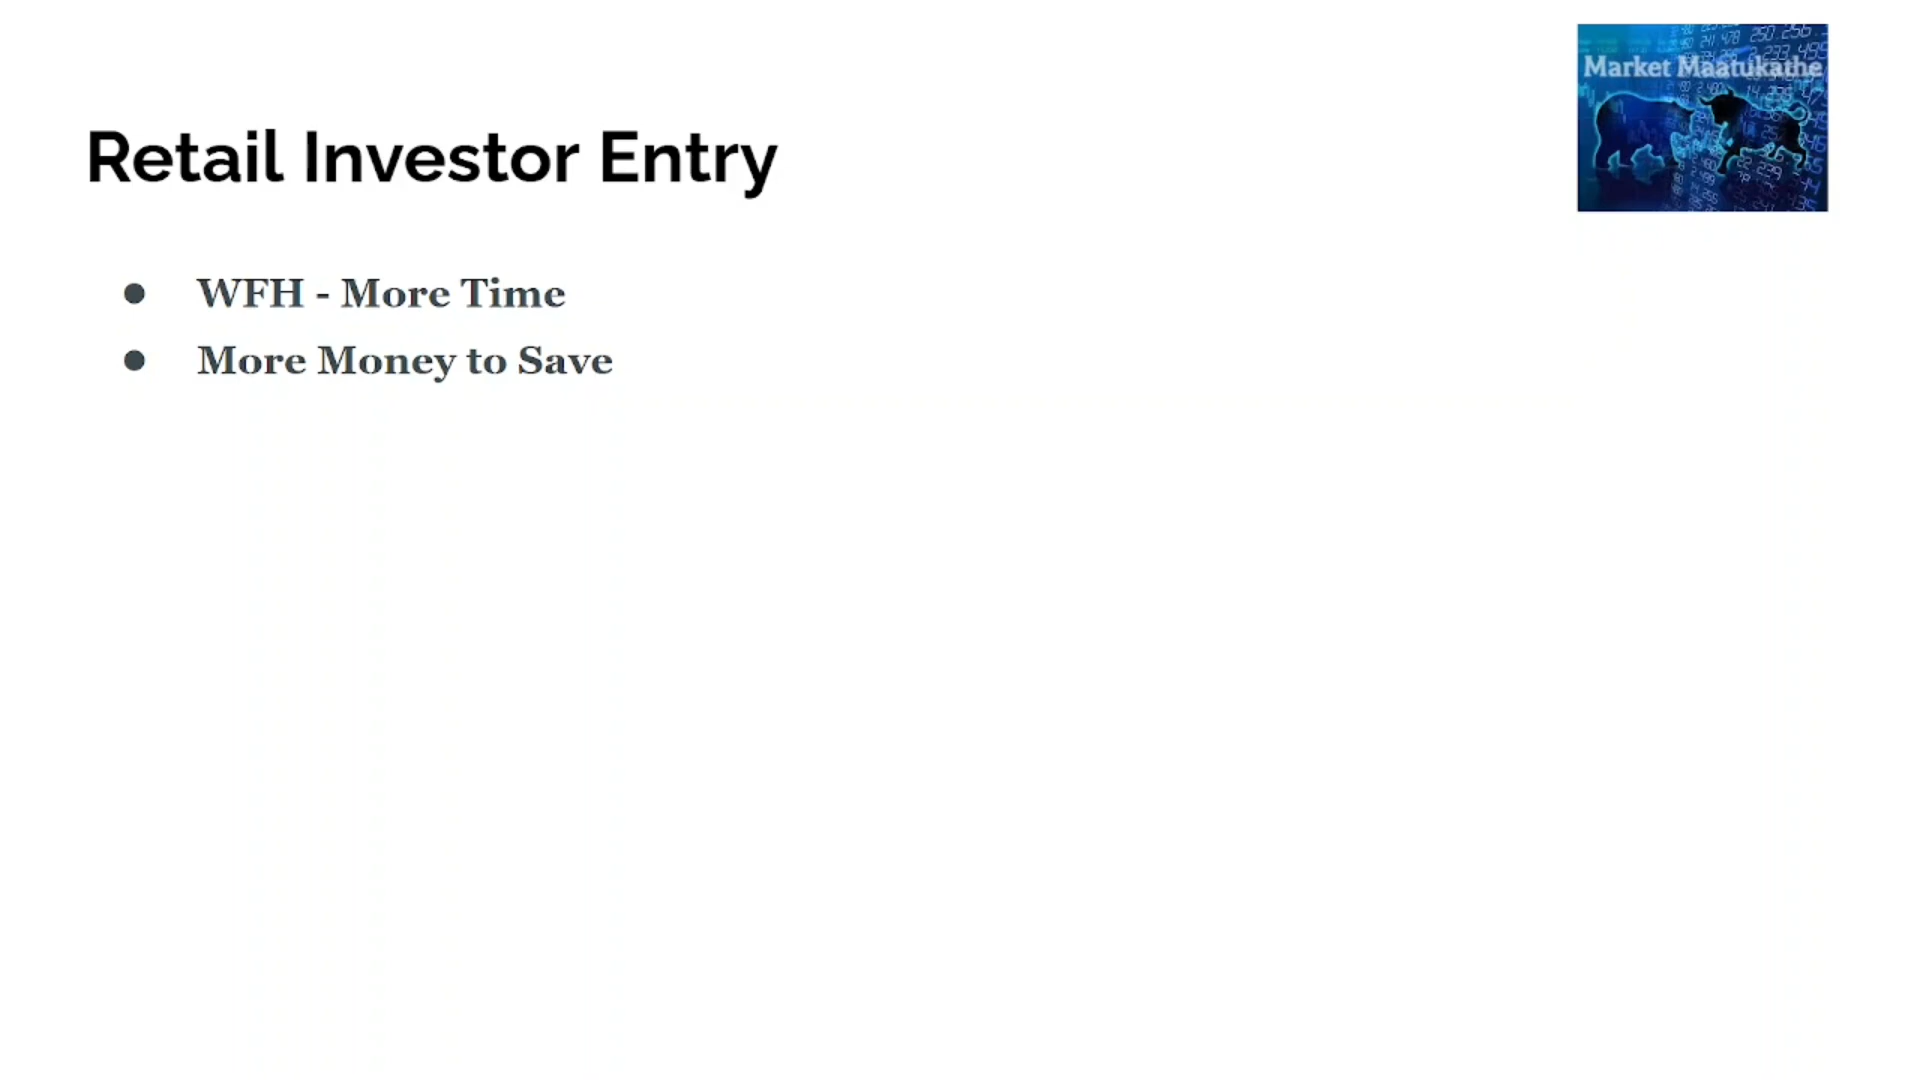 Market Maatukathe
Retail Investor Entry
● WFH - More Time
● More Money to Save